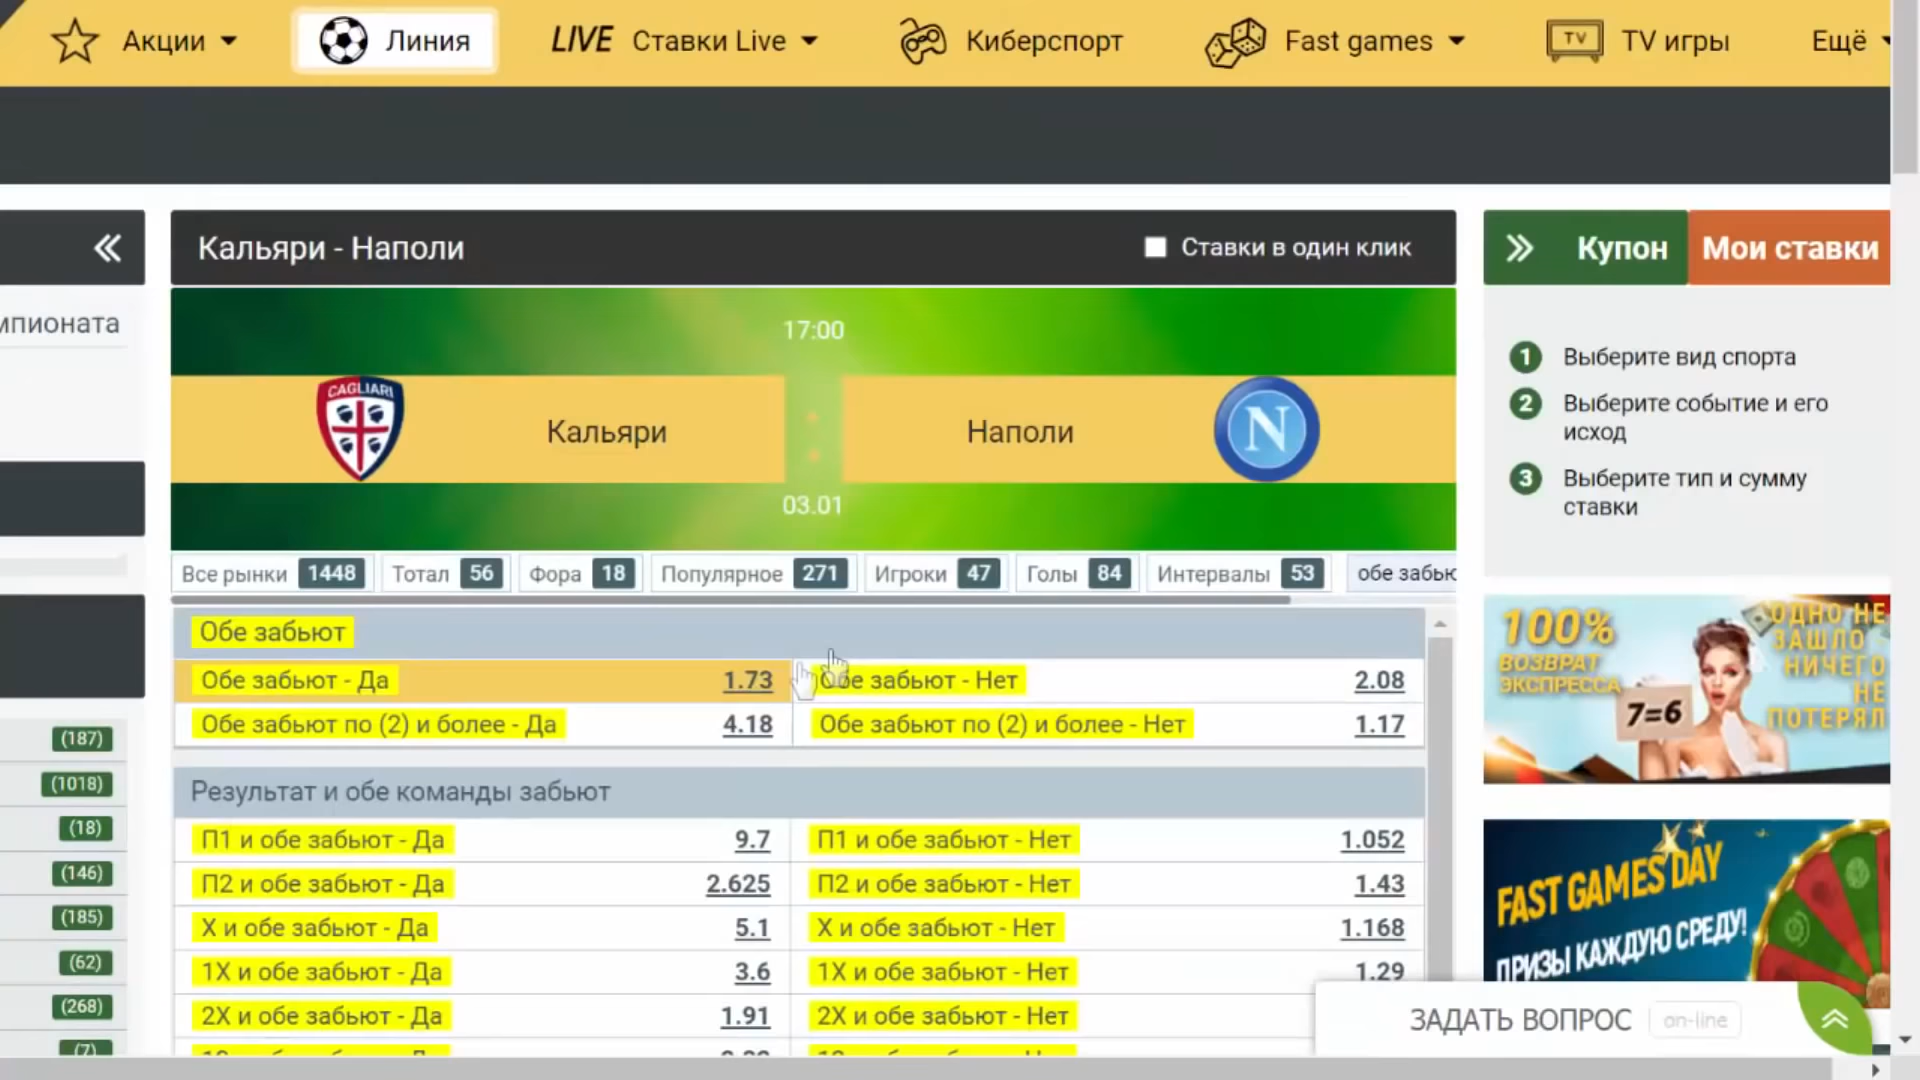 Акции
Линия
LIVE Ставки Live
Киберспорт
Fast games
TV TV игры
Ещё
мпионата
(187)
(1018)
(18)
(146)
(185)
(62)
(268)
(7)
Кальяри - Наполи
Ставки в один клик
17:00
CAGLIARI
Кальяри
:
Наполи
N
03.01
Все рынки 1448
Тотал 56
Фора 18
Популярное 271
Игроки 47
Голы 84
Интервалы 53
обе забью
Обе забьют
Обе забьют - Да 1.73
Обе забьют - Нет 2.08
Обе забьют по (2) и более - Да 4.18
Обе забьют по (2) и более - Нет 1.17
Результат и обе команды забьют
П1 и обе забьют - Да 9.7
П1 и обе забьют - Нет 1.052
П2 и обе забьют - Да 2.625
П2 и обе забьют - Нет 1.43
Х и обе забьют - Да 5.1
Х и обе забьют - Нет 1.168
1Х и обе забьют - Да 3.6
1Х и обе забьют - Нет 1.29
2Х и обе забьют - Да 1.91
2Х и обе забьют - Нет
Купон
Мои ставки
1 Выберите вид спорта
2 Выберите событие и его
исход
3 Выберите тип и сумму
ставки
100%
ВОЗВРАТ
ЭКСПРЕССА
7=6
ОДНО НЕ
ЗАШЛО
НИЧЕГО
НЕ
ПОТЕРЯЛ
FAST GAMES DAY
ПРИЗЫ КАЖДУЮ СРЕДУ!
ЗАДАТЬ ВОПРОС on-line